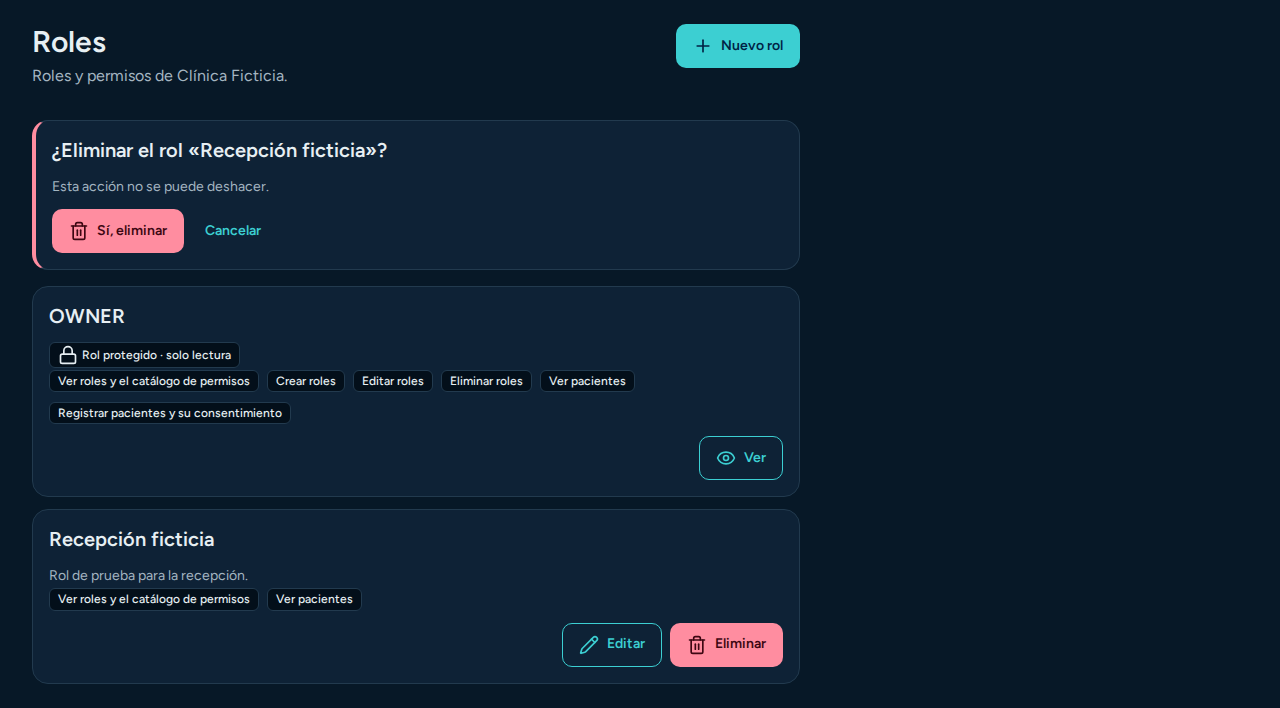 Roles
Nuevo rol
Roles y permisos de Clínica Ficticia.
¿Eliminar el rol «Recepción ficticia»?
Esta acción no se puede deshacer.
Sí, eliminar Cancelar
OWNER
Rol protegido · solo lectura
Ver roles y el catálogo de permisos Crear roles Editar roles Eliminar roles Ver pacientes
Registrar pacientes y su consentimiento
Ver
Recepción ficticia
Rol de prueba para la recepción.
Ver roles y el catálogo de permisos Ver pacientes
Editar Eliminar